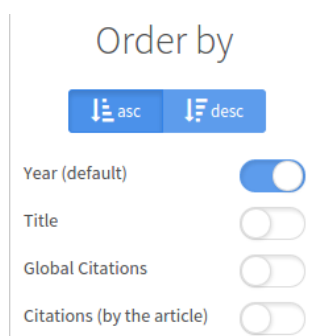 Order by
asc desc
Year (default)
Title
Global Citations
Citations (by the article)